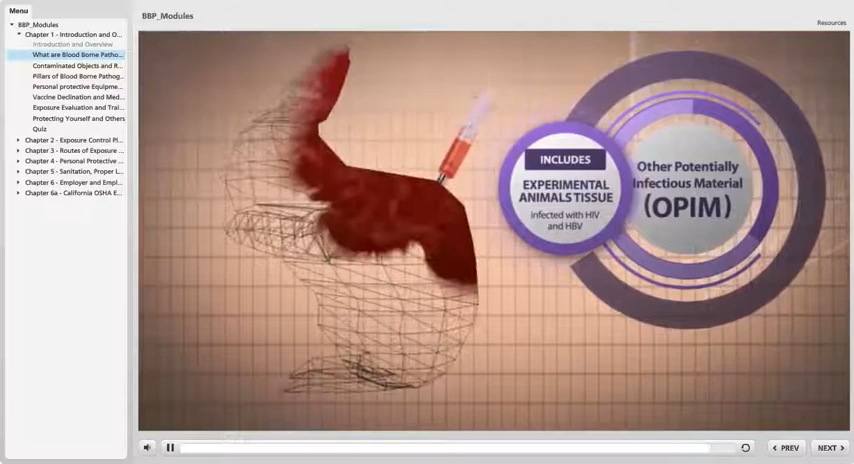 Menu
BBP_Modules
Chapter 1 - Introduction and O...
Introduction and Overview
What are Blood Borne Patho...
Contaminated Objects and R...
Pillars of Blood Borne Pathog...
Personal protective Equipme...
Vaccine Declination and Med...
Exposure Evaluation and Trai...
Protecting Yourself and Others
Quiz
Chapter 2 - Exposure Control Pl...
Chapter 3 - Routes of Exposure ...
Chapter 4 - Personal Protective ...
Chapter 5 - Sanitation, Proper L...
Chapter 6 - Employer and Empl...
Chapter 6a - California OSHA E...
BBP_Modules
Resources
INCLUDES
EXPERIMENTAL
ANIMALS TISSUE
infected with HIV
and HBV
Other Potentially
Infectious Material
(OPIM)
PREV
NEXT